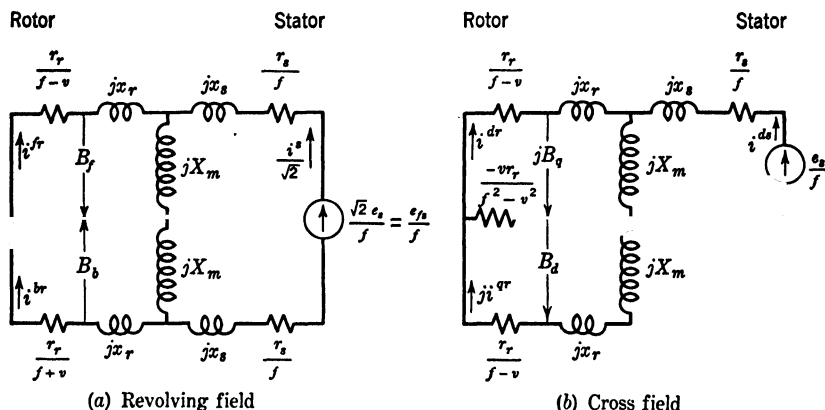 Rotor Stator Rotor Stator
r_r/(f−v) jx_r jx_s r_s/f
i^{fr} B_f jX_m i^s/√2
√2 e_s/f = e_{fs}/f
B_b jX_m
i^{br}
r_r/(f+v) jx_r jx_s r_s/f
(a) Revolving field
r_r/(f−v) jx_r jx_s r_s/f
i^{dr} jB_q jX_m i^{ds} e_s/f
−vr_r/(f²−v²)
B_d jX_m
ji^{qr}
r_r/(f−v) jx_r
(b) Cross field